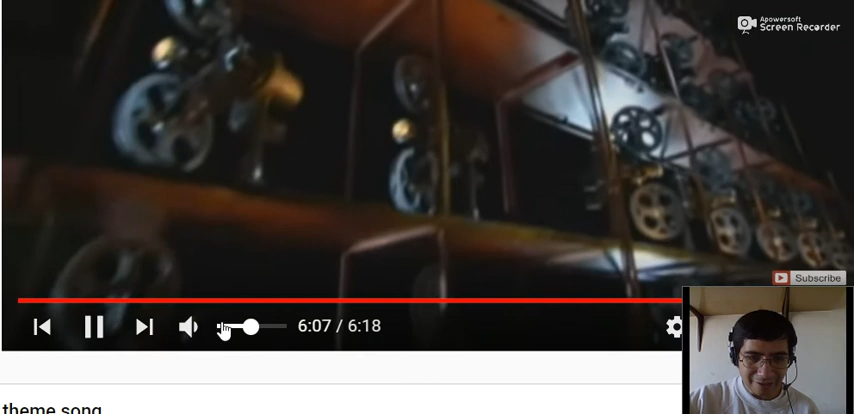 Apowersoft
Screen Recorder
Subscribe
6:07 / 6:18
theme song